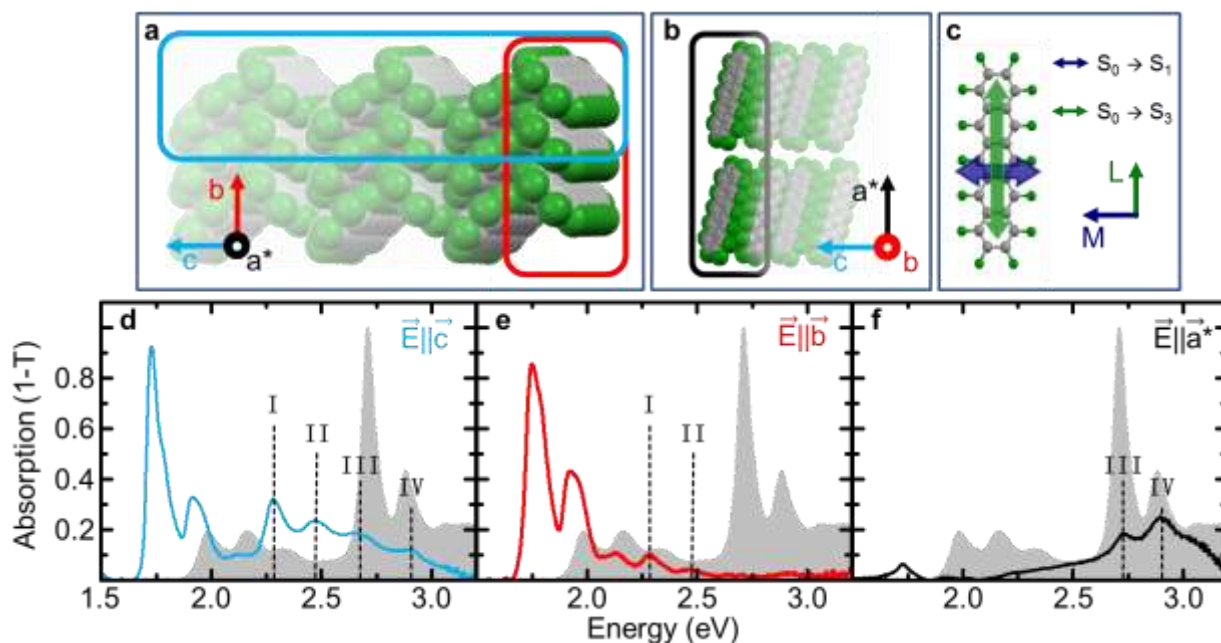 a
b
c
a*
b
a*
c
b
c
S0 → S1
S0 → S3
L
M
Absorption (1-T)
0.8
0.6
0.4
0.2
d
E||c
I
II
III
IV
1.5
2.0
2.5
3.0
e
E||b
I
II
2.0
2.5
3.0
f
E||a*
III
IV
2.0
2.5
3.0
Energy (eV)